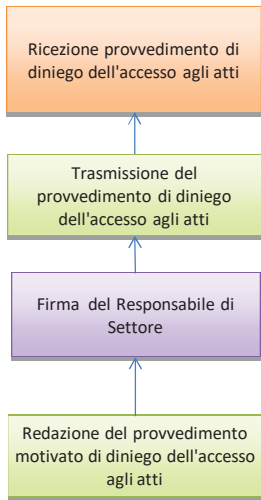 Ricezione provvedimento di
diniego dell'accesso agli atti
Trasmissione del
provvedimento di diniego
dell'accesso agli atti
Firma del Responsabile di
Settore
Redazione del provvedimento
motivato di diniego dell'accesso
agli atti